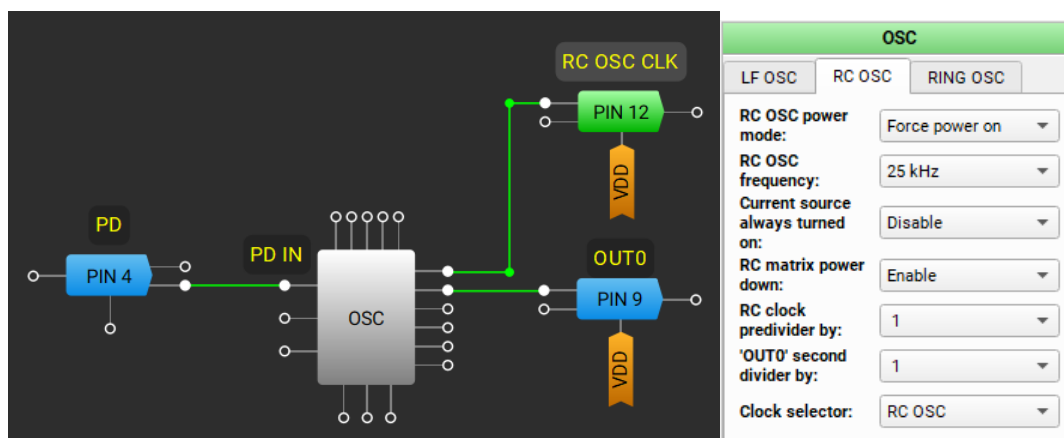 RC OSC CLK
PIN 12
VDD
PD
PIN 4
PD IN
OSC
OUT0
PIN 9
VDD
OSC
LF OSC RC OSC RING OSC
RC OSC power
mode:
Force power on
RC OSC
frequency:
25 kHz
Current source
always turned
on:
Disable
RC matrix power
down:
Enable
RC clock
predivider by:
1
'OUT0' second
divider by:
1
Clock selector:
RC OSC